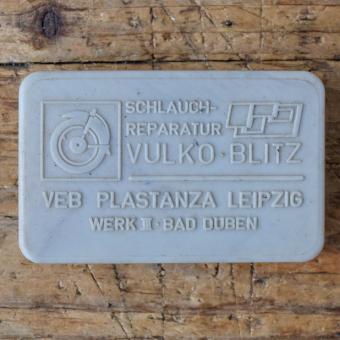 SCHLAUCH-
REPARATUR
VULKO·BLITZ
VEB PLASTANZA LEIPZIG
WERK II·BAD DÜBEN